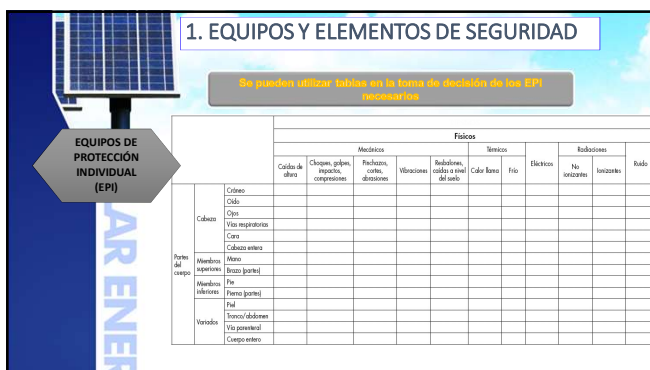 1. EQUIPOS Y ELEMENTOS DE SEGURIDAD
Se pueden utilizar tablas en la toma de decisión de los EPI
necesarios
EQUIPOS DE
PROTECCIÓN
INDIVIDUAL
(EPI)
Físicos
Mecánicos Térmicos Eléctricos Radiaciones Ruido
Caídas de altura Choques, golpes, impactos, compresiones Pinchazos, cortes, abrasiones Vibraciones Resbalones, caídas a nivel del suelo Calor llama Frío No ionizantes Ionizantes
Partes del cuerpo
Cabeza
Cráneo
Oído
Ojos
Vías respiratorias
Cara
Cabeza entera
Miembros superiores
Mano
Brazo (partes)
Miembros inferiores
Pie
Pierna (partes)
Variados
Piel
Tronco/abdomen
Vía parenteral
Cuerpo entero
LAR ENER